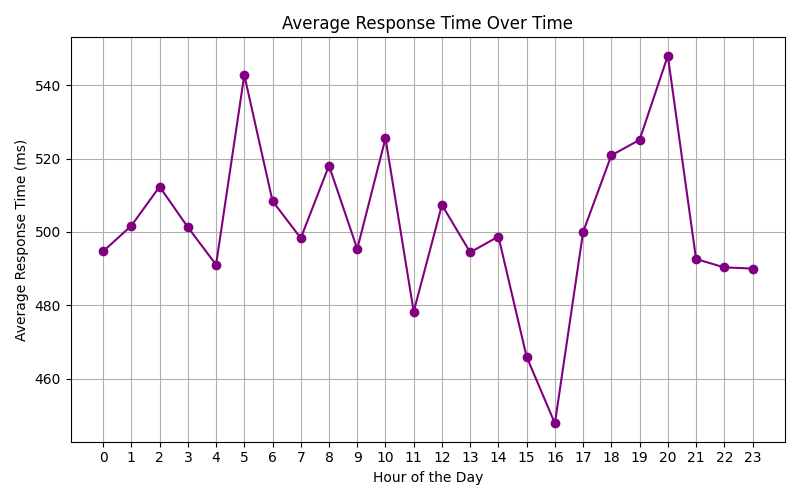 Average Response Time Over Time
Average Response Time (ms)
540
520
500
480
460
0 1 2 3 4 5 6 7 8 9 10 11 12 13 14 15 16 17 18 19 20 21 22 23
Hour of the Day